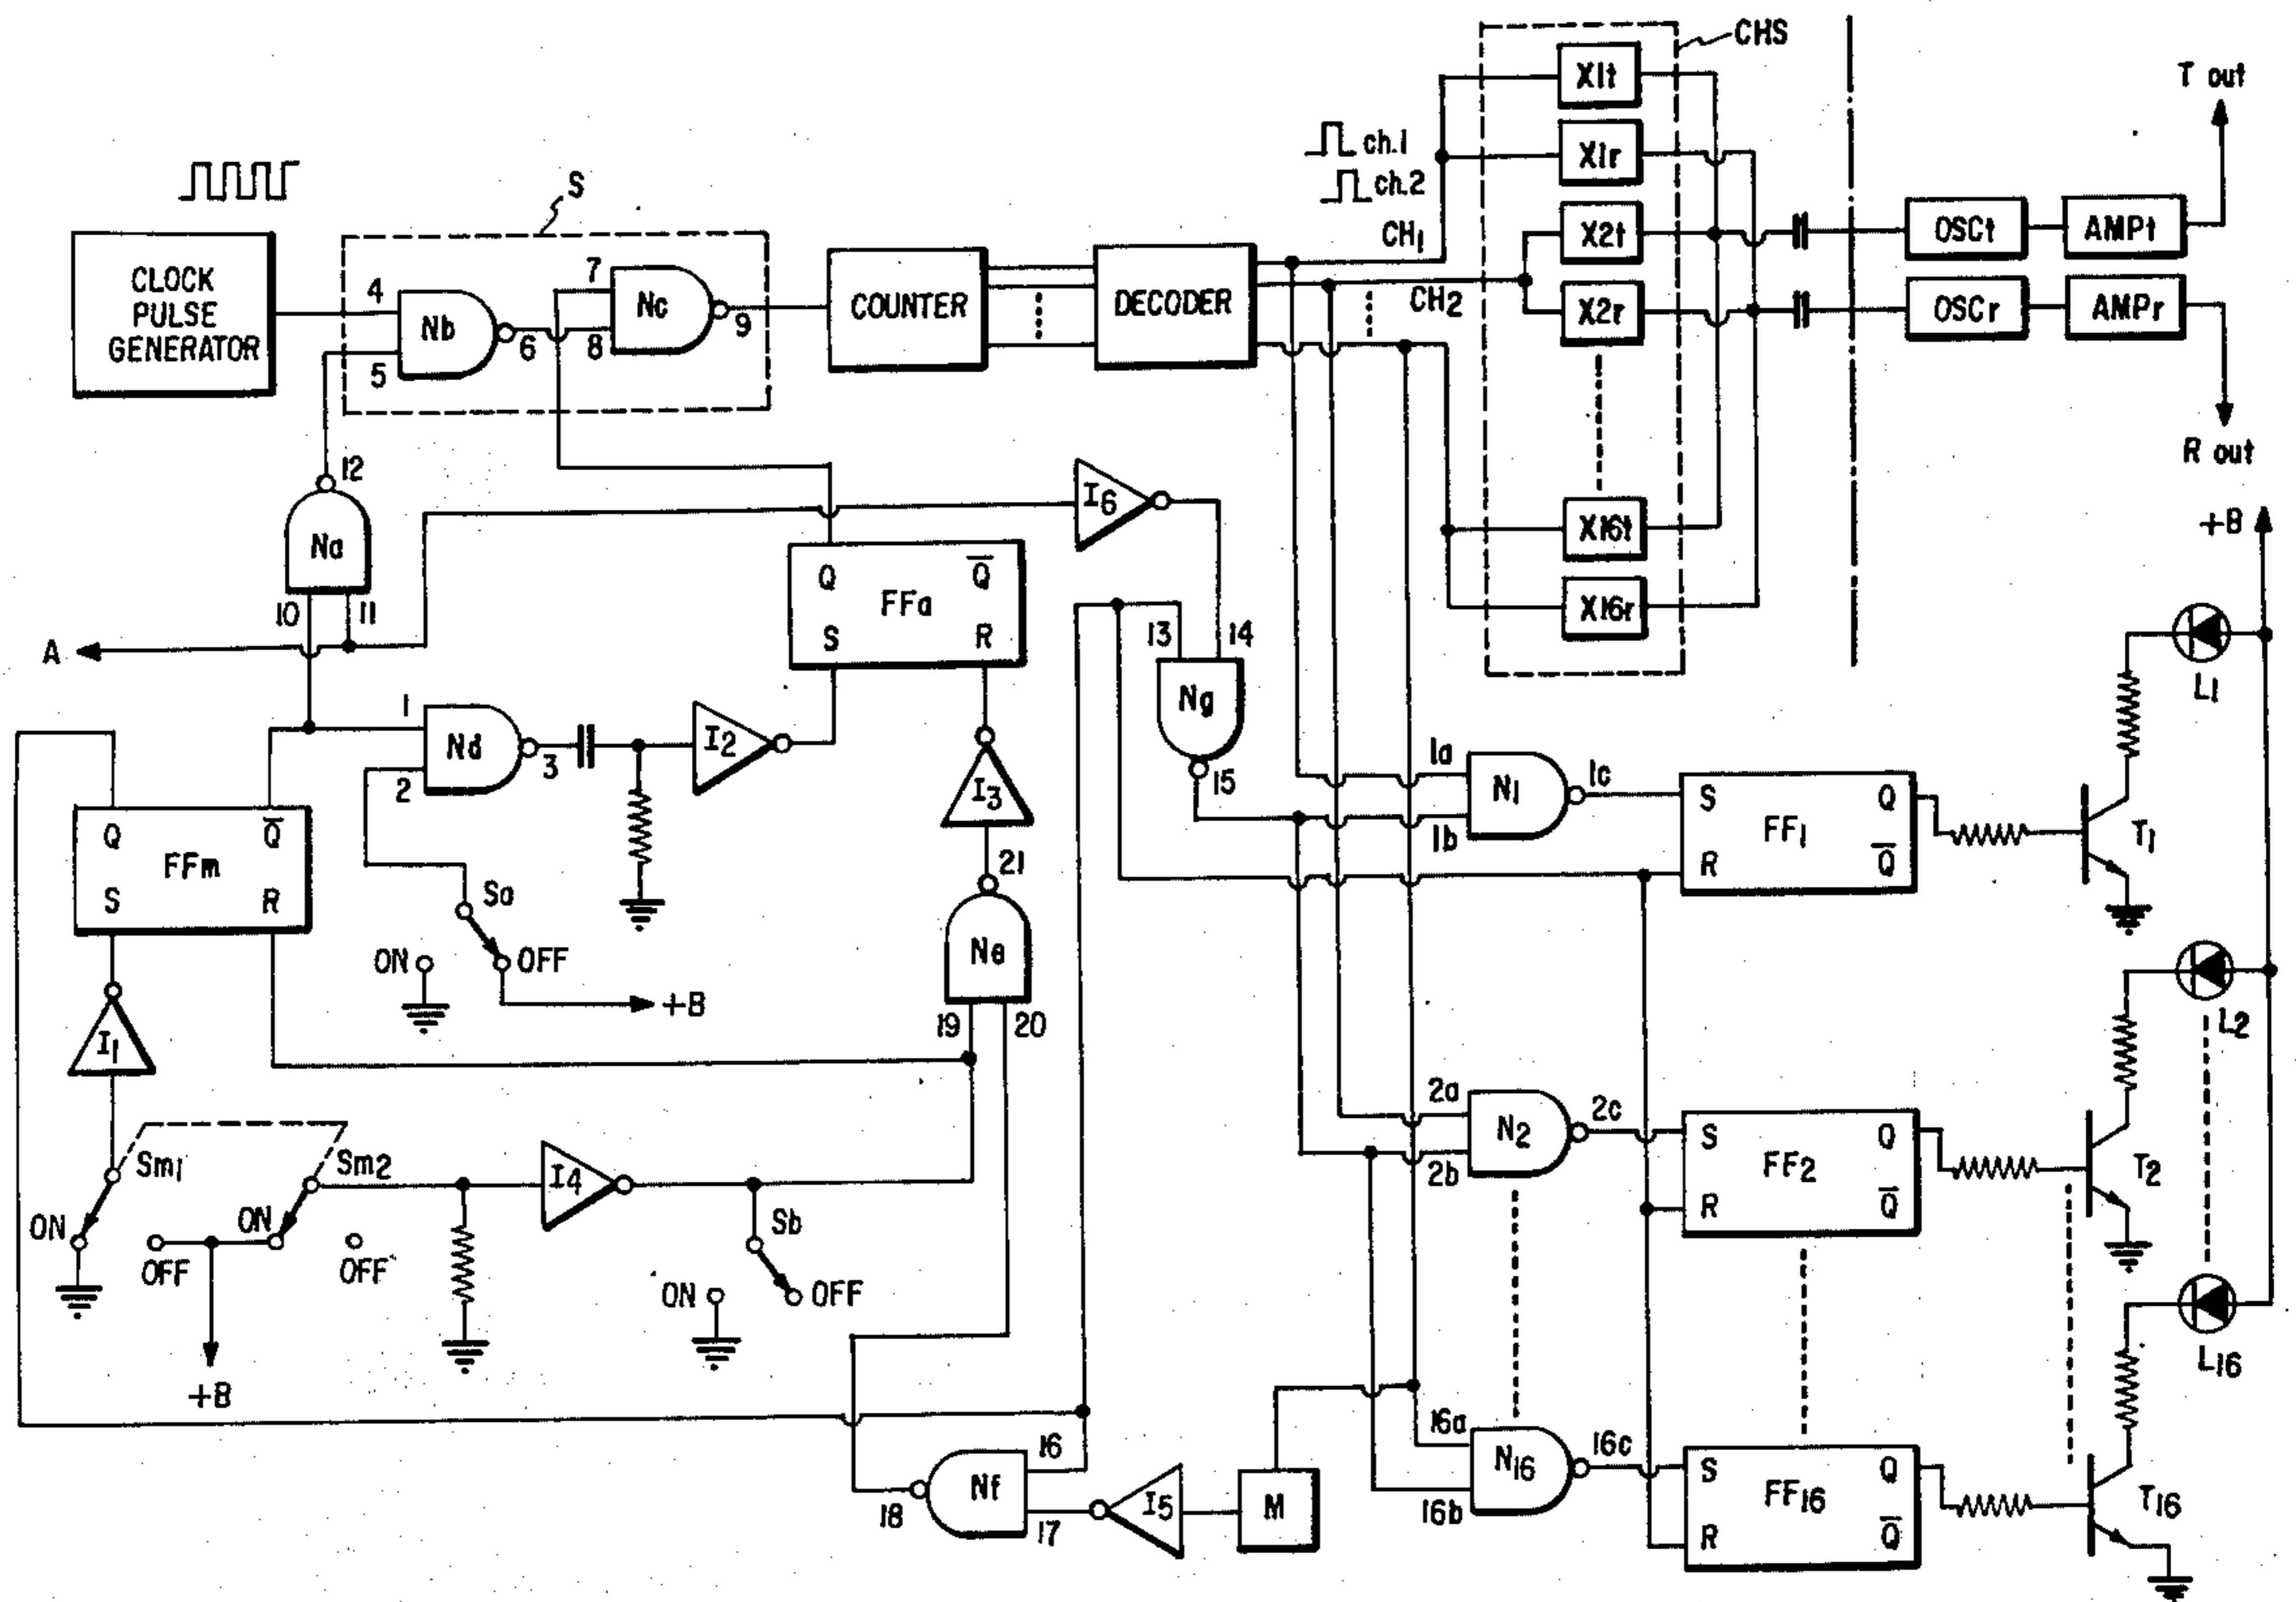 CHS
T out
X1t
X1r
ch.1
ch.2
S
CLOCK
PULSE
GENERATOR
4
5
Nb
6
7
8
Nc
9
COUNTER
DECODER
CH1
CH2
X2t
X2r
OSCt
AMPt
OSCr
AMPr
R out
12
Na
10
11
A
I6
Q
Q̅
FFa
S
R
13
14
Ng
15
X16t
X16r
+B
L1
1
2
Nd
3
I2
I3
21
Q
Q̅
FFm
S
R
Sa
ON
OFF
+B
Ne
19
20
1a
1b
N1
1c
S
Q
FF1
R
Q̅
T1
L2
I1
Sm1
Sm2
ON
OFF
ON
OFF
+B
I4
Sb
ON
OFF
2a
2b
N2
2c
S
Q
FF2
R
Q̅
T2
L16
16
Nf
17
18
I5
M
16a
16b
N16
16c
S
Q
FF16
R
Q̅
T16